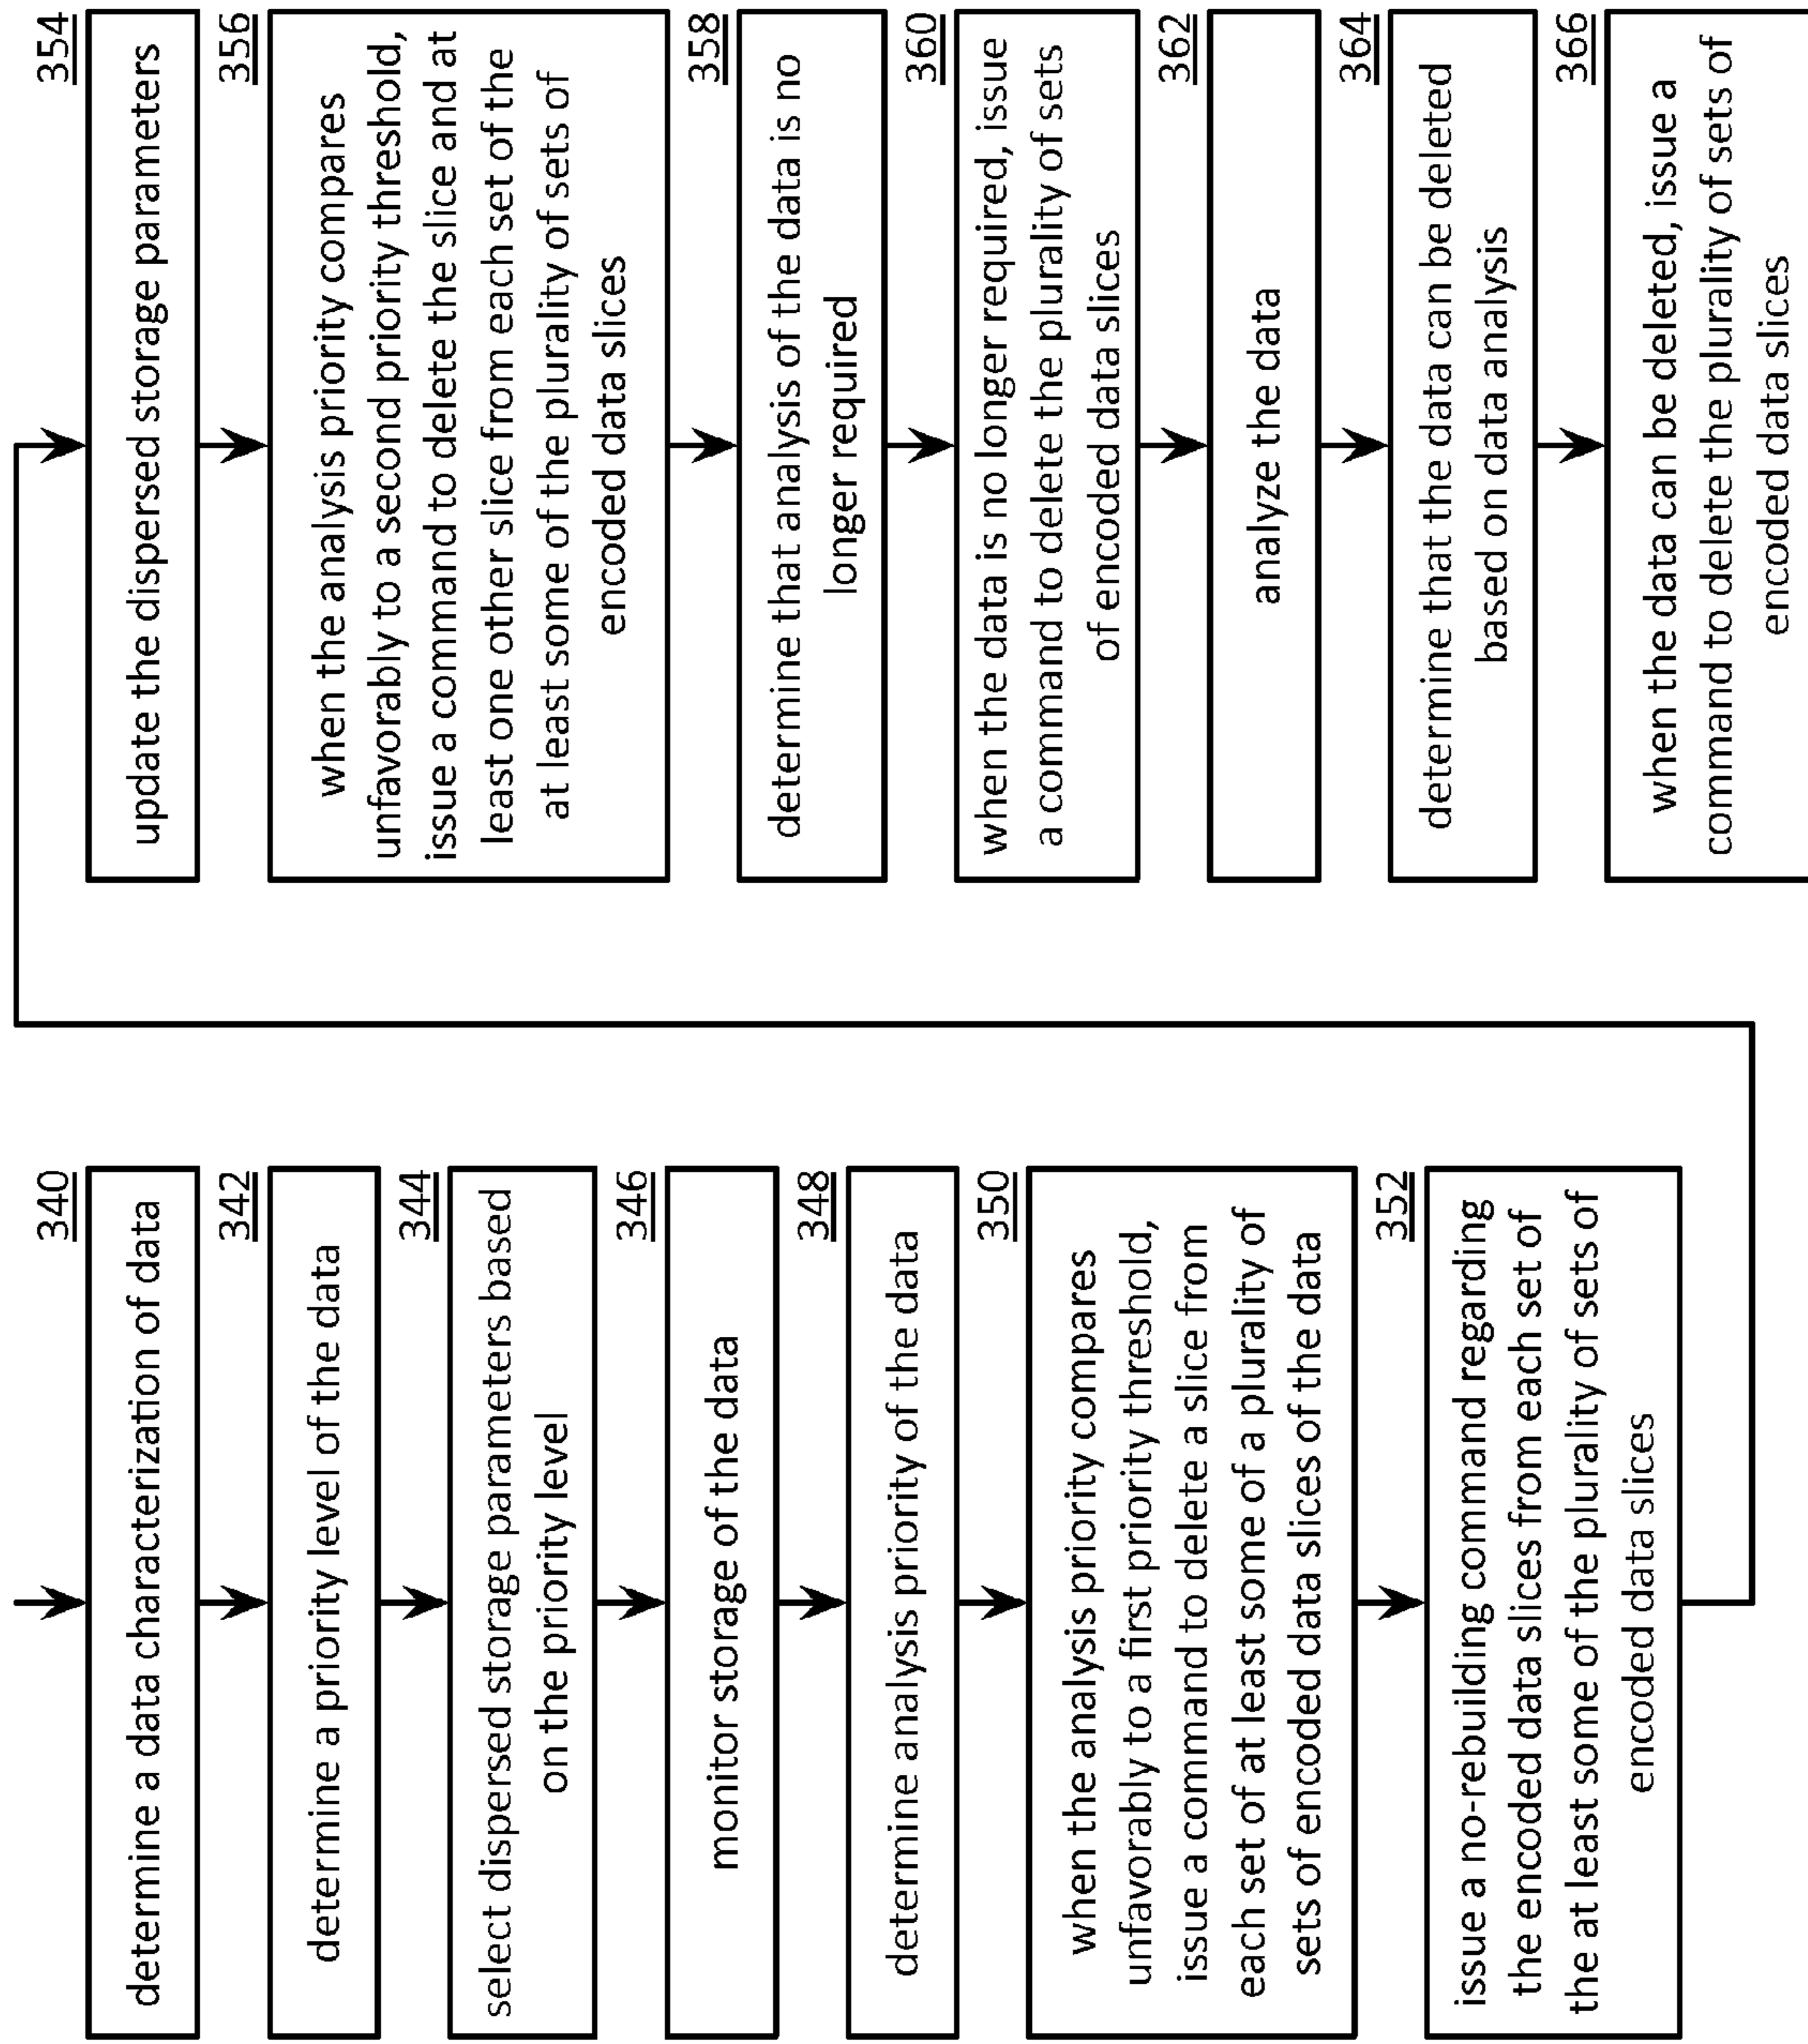 340
determine a data characterization of data
342
determine a priority level of the data
344
select dispersed storage parameters based
on the priority level
346
monitor storage of the data
348
determine analysis priority of the data
350
when the analysis priority compares
unfavorably to a first priority threshold,
issue a command to delete a slice from
each set of at least some of a plurality of
sets of encoded data slices of the data
352
issue a no-rebuilding command regarding
the encoded data slices from each set of
the at least some of the plurality of sets of
encoded data slices
354
update the dispersed storage parameters
356
when the analysis priority compares
unfavorably to a second priority threshold,
issue a command to delete the slice and at
least one other slice from each set of the
at least some of the plurality of sets of
encoded data slices
358
determine that analysis of the data is no
longer required
360
when the data is no longer required, issue
a command to delete the plurality of sets
of encoded data slices
362
analyze the data
364
determine that the data can be deleted
based on data analysis
366
when the data can be deleted, issue a
command to delete the plurality of sets of
encoded data slices